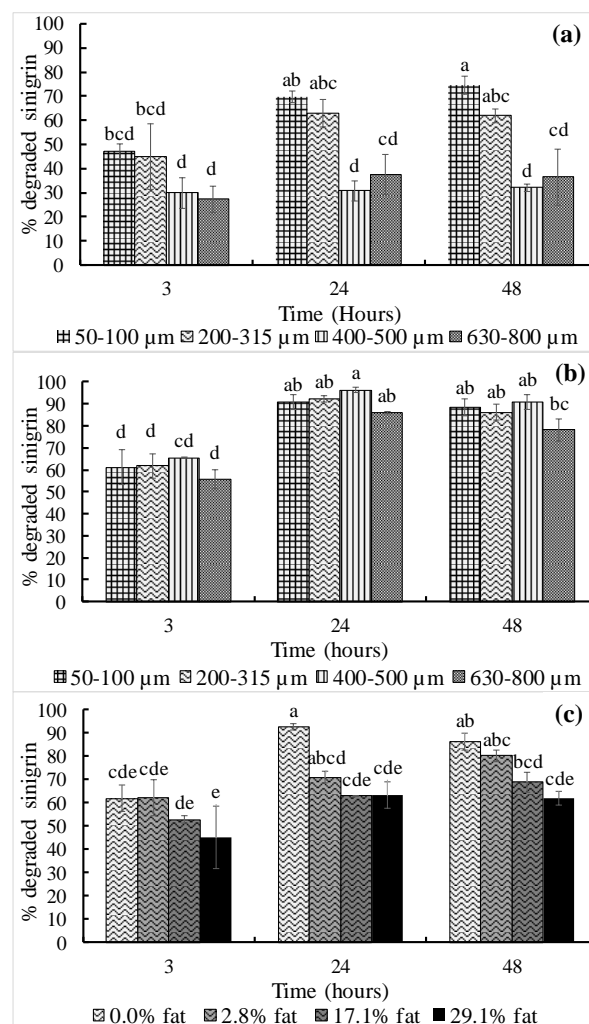 (a)
100
90
80
70
60
50
40
30
20
10
0
% degraded sinigrin
bcd bcd d d
ab abc d cd
a abc d cd
3 24 48
Time (Hours)
50-100 µm 200-315 µm 400-500 µm 630-800 µm
(b)
100
90
80
70
60
50
40
30
20
10
0
% degraded sinigrin
d d cd d
ab ab a ab
ab ab ab bc
3 24 48
Time (hours)
50-100 µm 200-315 µm 400-500 µm 630-800 µm
(c)
100
90
80
70
60
50
40
30
20
10
0
% degraded sinigrin
cde cde de e
a abcd cde cde
ab abc bcd cde
3 24 48
Time (hours)
0.0% fat 2.8% fat 17.1% fat 29.1% fat